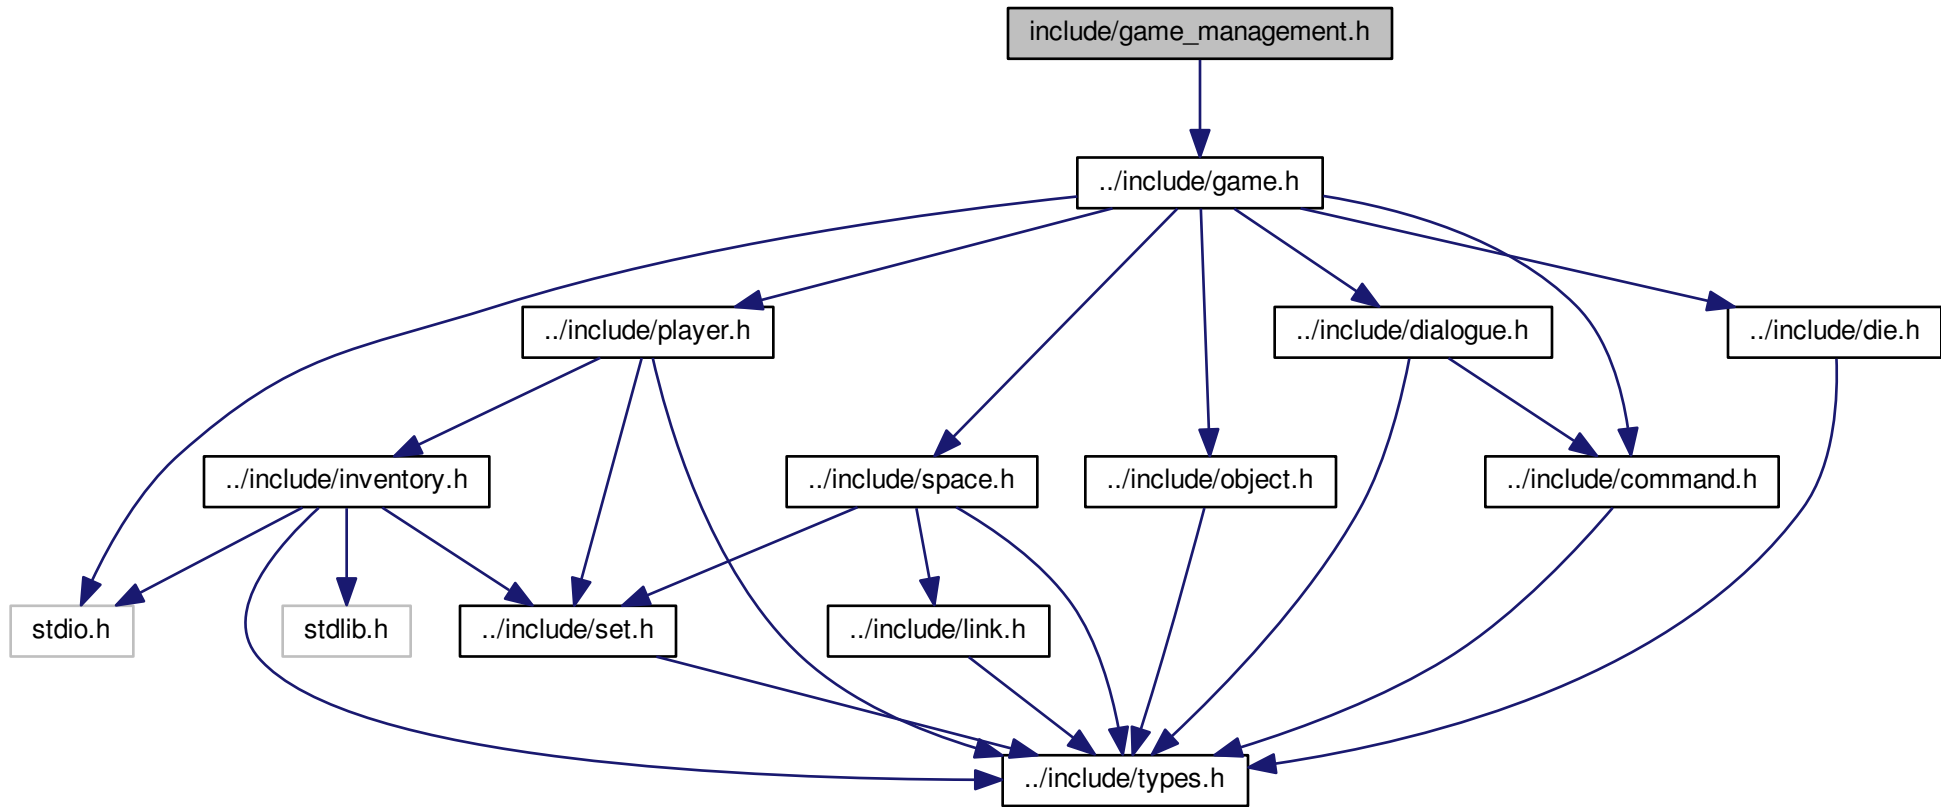 include/game_management.h
../include/game.h
../include/player.h
../include/dialogue.h
../include/die.h
../include/inventory.h
../include/space.h
../include/object.h
../include/command.h
stdio.h
stdlib.h
../include/set.h
../include/link.h
../include/types.h